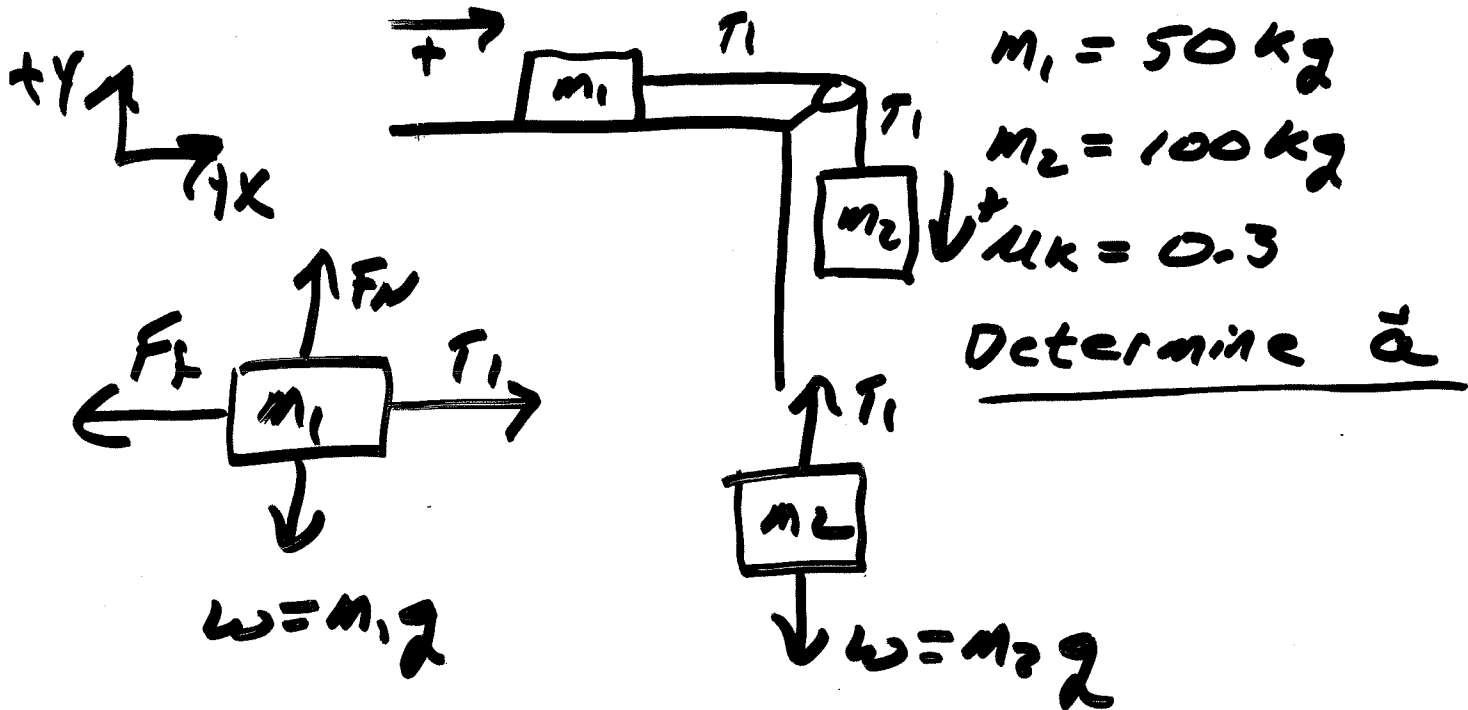 +
T1
m1 = 50 kg
+Y
m1
T1
m2 = 100 kg
+X
m2
+
μk = 0.3
FN
Ff
T1
m1
Determine a⃗
T1
m2
w = m1g
w = m2g